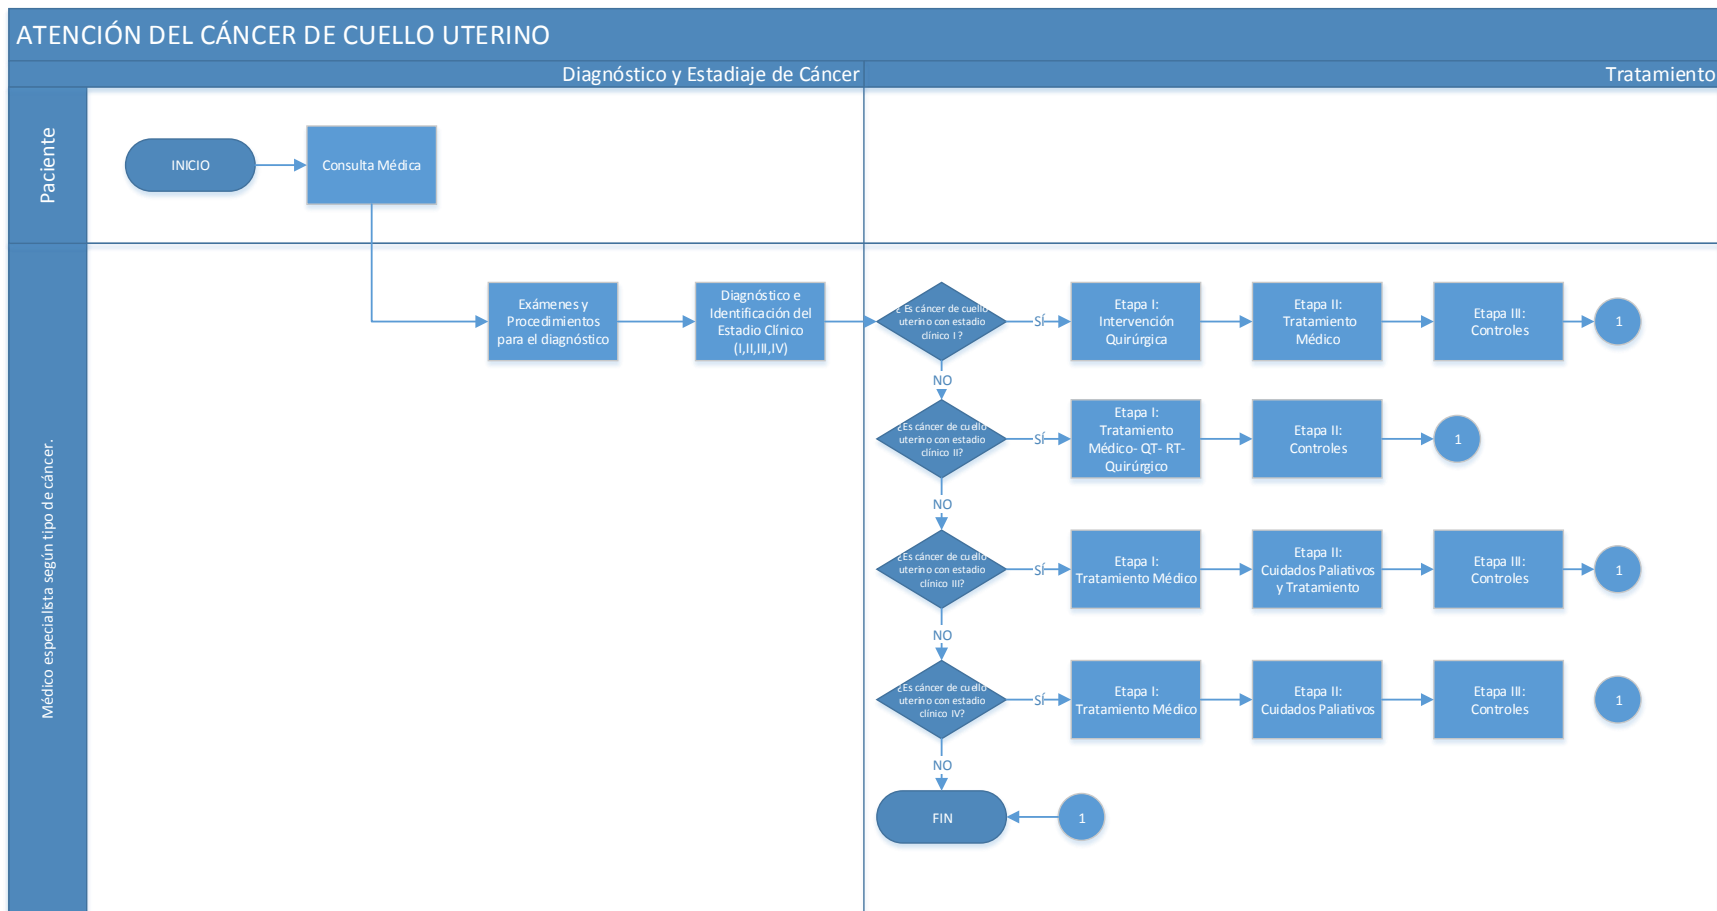 ATENCIÓN DEL CÁNCER DE CUELLO UTERINO
Diagnóstico y Estadiaje de Cáncer
Tratamiento
Paciente
INICIO
Consulta Médica
Médico especialista según tipo de cáncer.
Exámenes y
Procedimientos
para el diagnóstico
Diagnóstico e
Identificación del
Estadio Clínico
(I,II,III,IV)
¿ Es cáncer de cuello
uterino con estadio
clínico I ?
SÍ
Etapa I:
Intervención
Quirúrgica
Etapa II:
Tratamiento
Médico
Etapa III:
Controles
1
NO
¿Es cáncer de cuello
uterino con estadio
clínico II?
SÍ
Etapa I:
Tratamiento
Médico- QT- RT-
Quirúrgico
Etapa II:
Controles
1
NO
¿Es cáncer de cuello
uterino con estadio
clínico III?
SÍ
Etapa I:
Tratamiento Médico
Etapa II:
Cuidados Paliativos
y Tratamiento
Etapa III:
Controles
1
NO
¿Es cáncer de cuello
uterino con estadio
clínico IV?
SÍ
Etapa I:
Tratamiento Médico
Etapa II:
Cuidados Paliativos
Etapa III:
Controles
1
NO
FIN
1